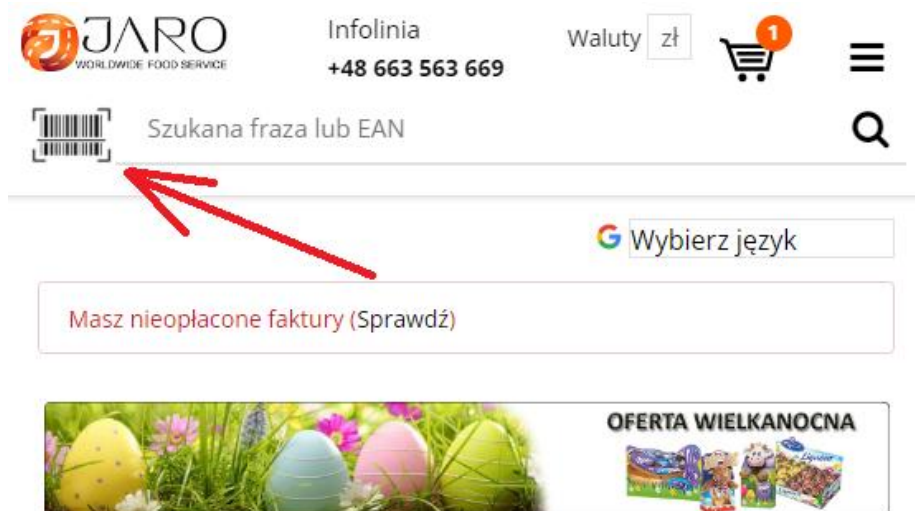 JARO
WORLDWIDE FOOD SERVICE
Infolinia
+48 663 563 669
Waluty zł
1
Szukana fraza lub EAN
G Wybierz język
Masz nieopłacone faktury (Sprawdź)
OFERTA WIELKANOCNA